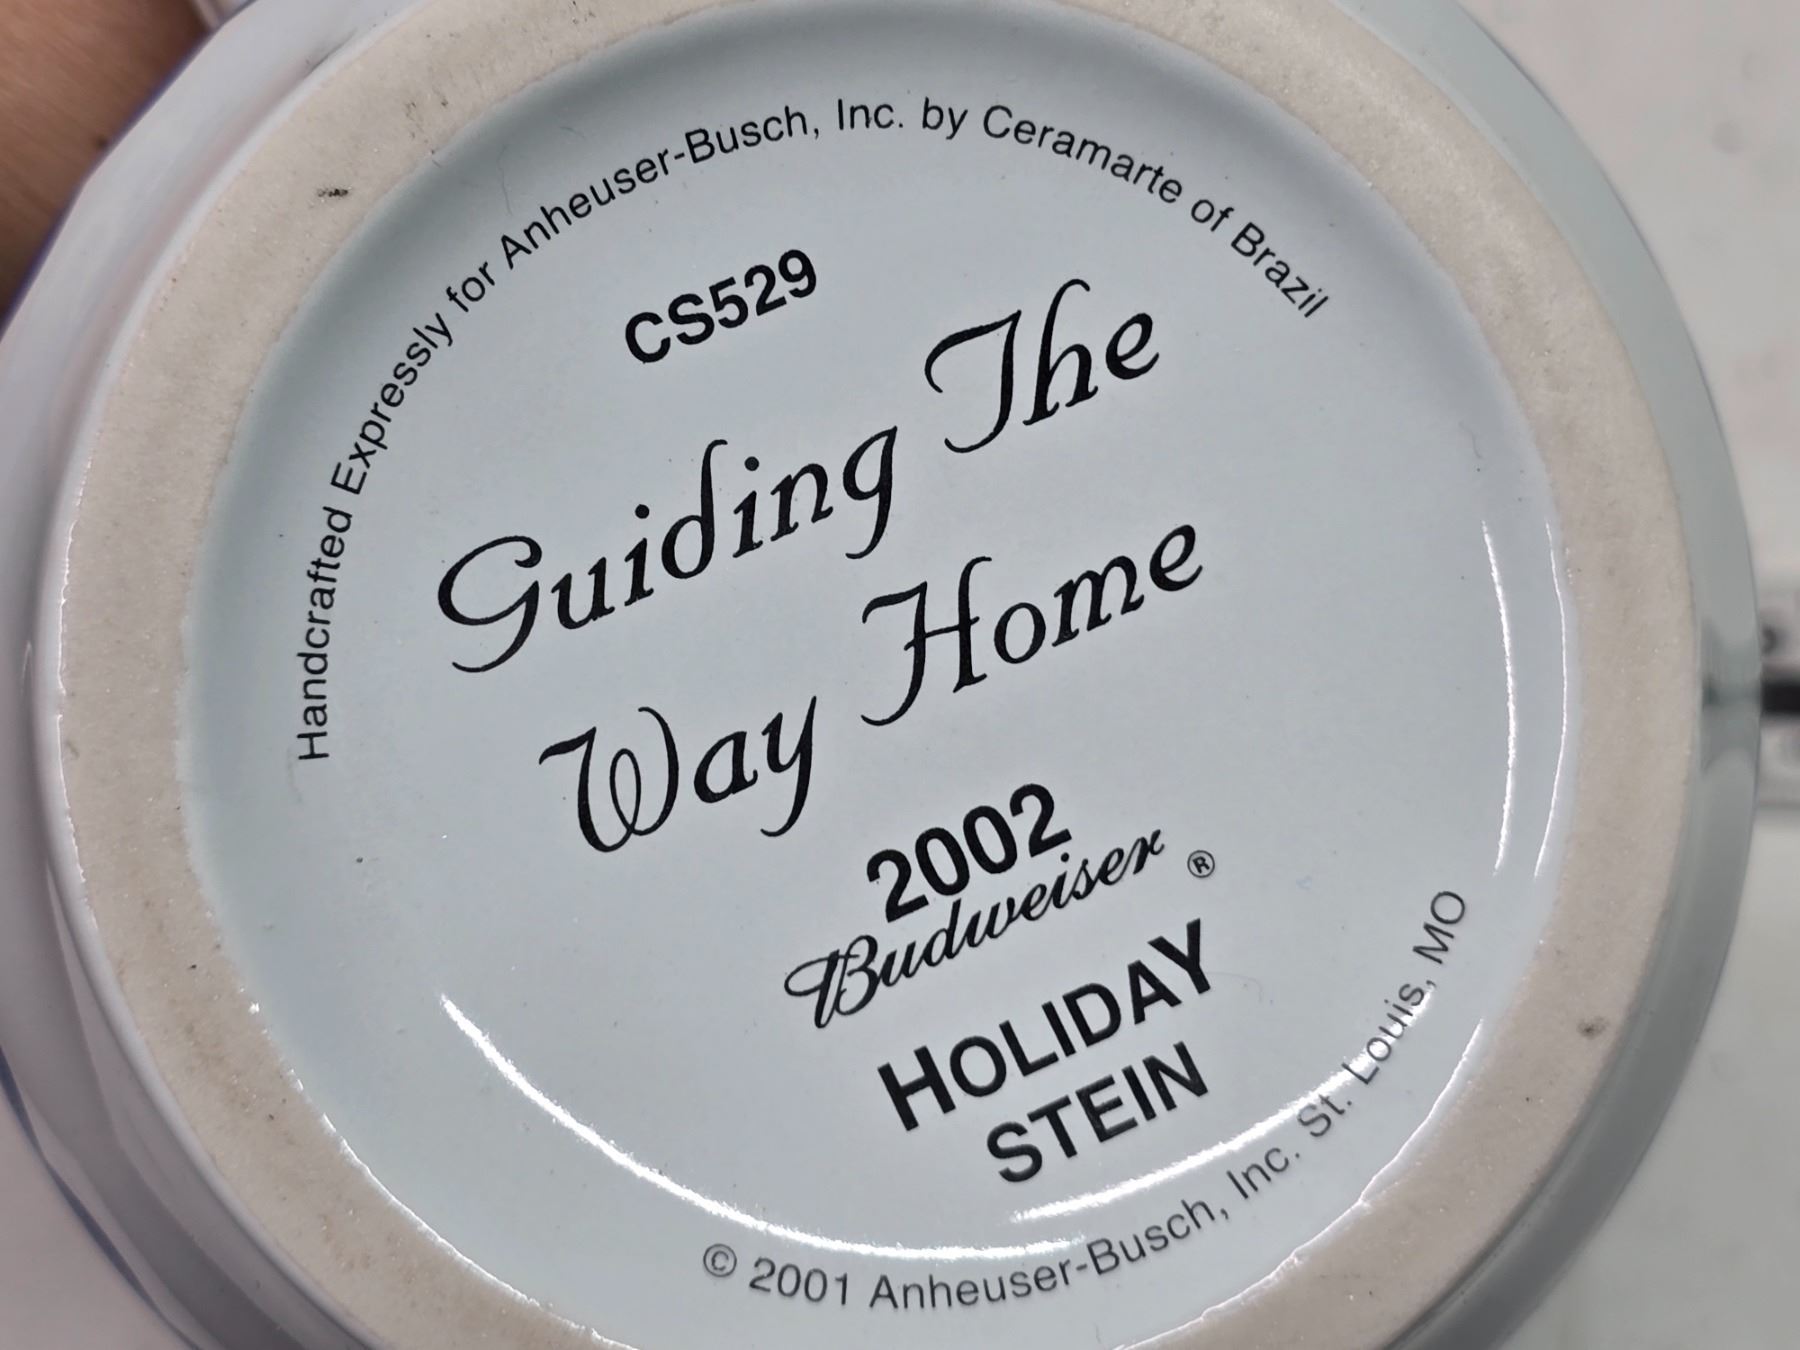 Handcrafted Expressly for Anheuser-Busch, Inc. by Ceramarte of Brazil
CS529
Guiding The
Way Home
2002
Budweiser ®
HOLIDAY
STEIN
© 2001 Anheuser-Busch, Inc. St. Louis, MO